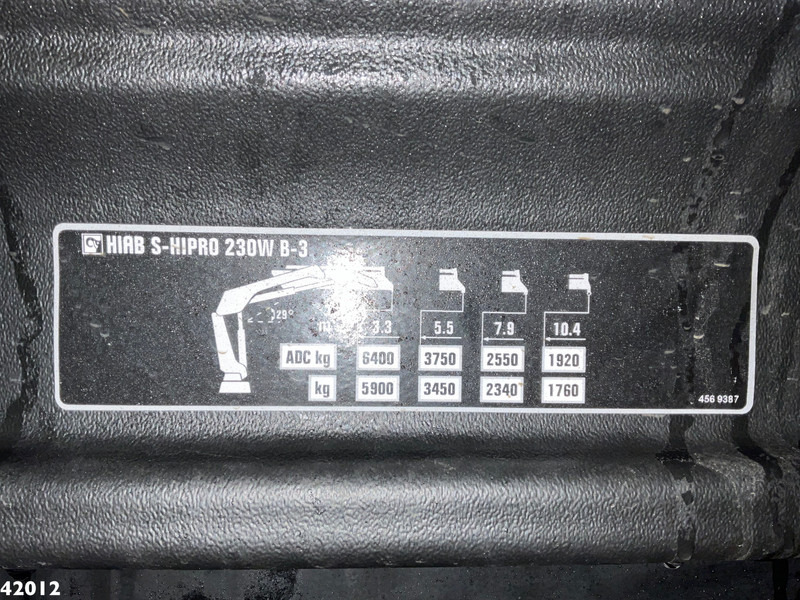 HIAB S-HIPRO 230W B-3
29°
m 3.3 5.5 7.9 10.4
ADC kg 6400 3750 2550 1920
kg 5900 3450 2340 1760
456 9387
42012